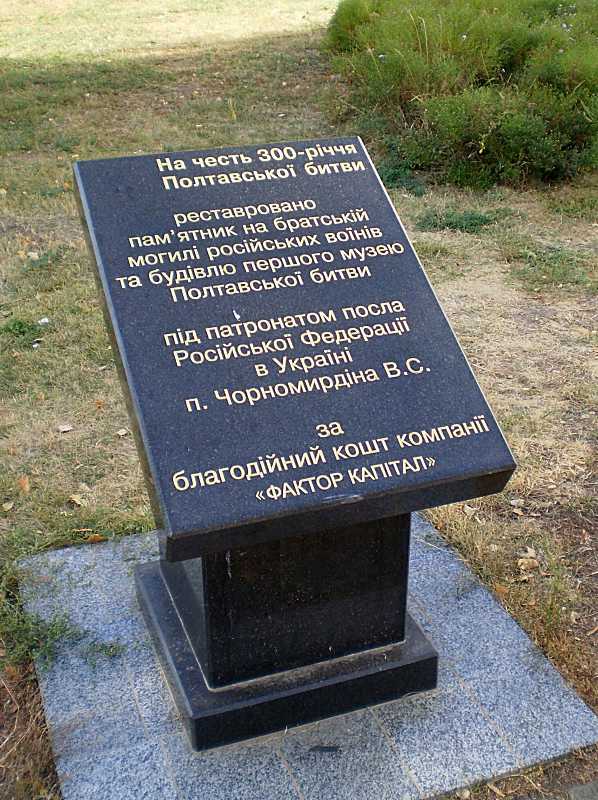 На честь 300-річчя
Полтавської битви
реставровано
пам'ятник на братській
могилі російських воїнів
та будівлю першого музею
Полтавської битви
під патронатом посла
Російської Федерації
в Україні
п. Чорномирдіна В.С.
за
благодійний кошт компанії
«ФАКТОР КАПІТАЛ»